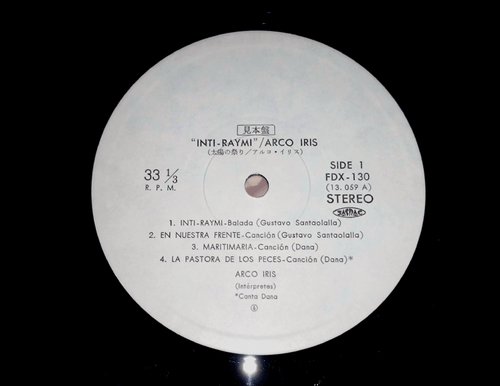 見本盤
"INTI-RAYMI"/ARCO IRIS
(太陽の祭り/アルコ・イリス)
33 1/3
R. P. M.
SIDE 1
FDX-130
(13.059 A)
STEREO
JASRAC
1. INTI-RAYMI-Balada (Gustavo Santaolalla)
2. EN NUESTRA FRENTE-Canción (Gustavo Santaolalla)
3. MARITIMARIA-Canción (Dana)
4. LA PASTORA DE LOS PECES-Canción (Dana)*
ARCO IRIS
(Intérpretes)
*Canta Dana